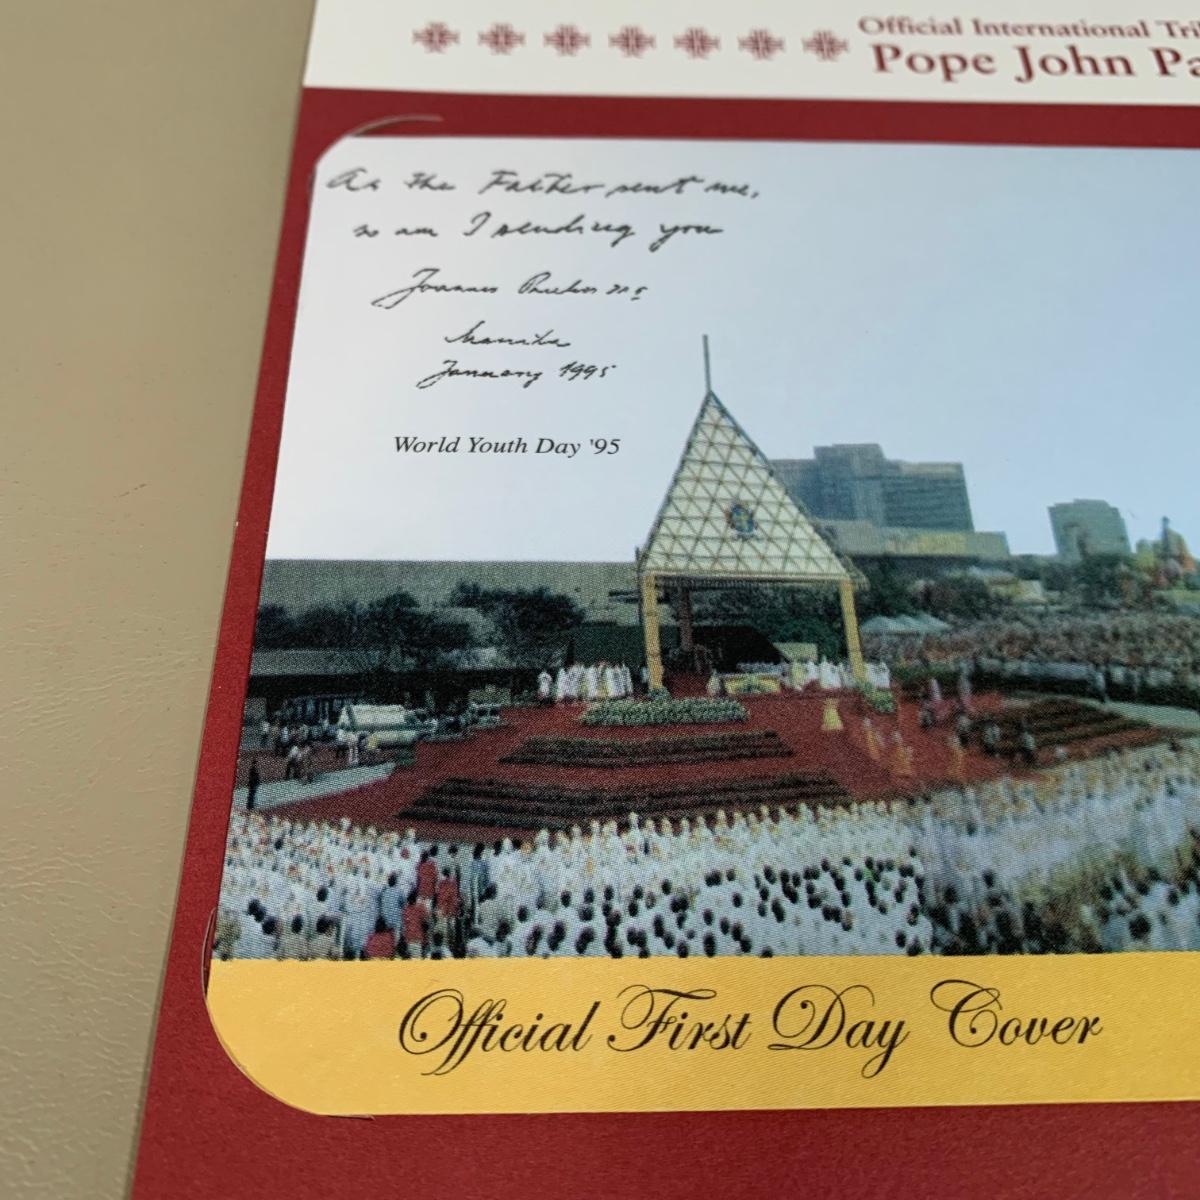 Official International Tri
Pope John Pa
As the Father sent me,
so am I sending you
Joannes Paulus PP II
Manila
January 1995
World Youth Day '95
Official First Day Cover